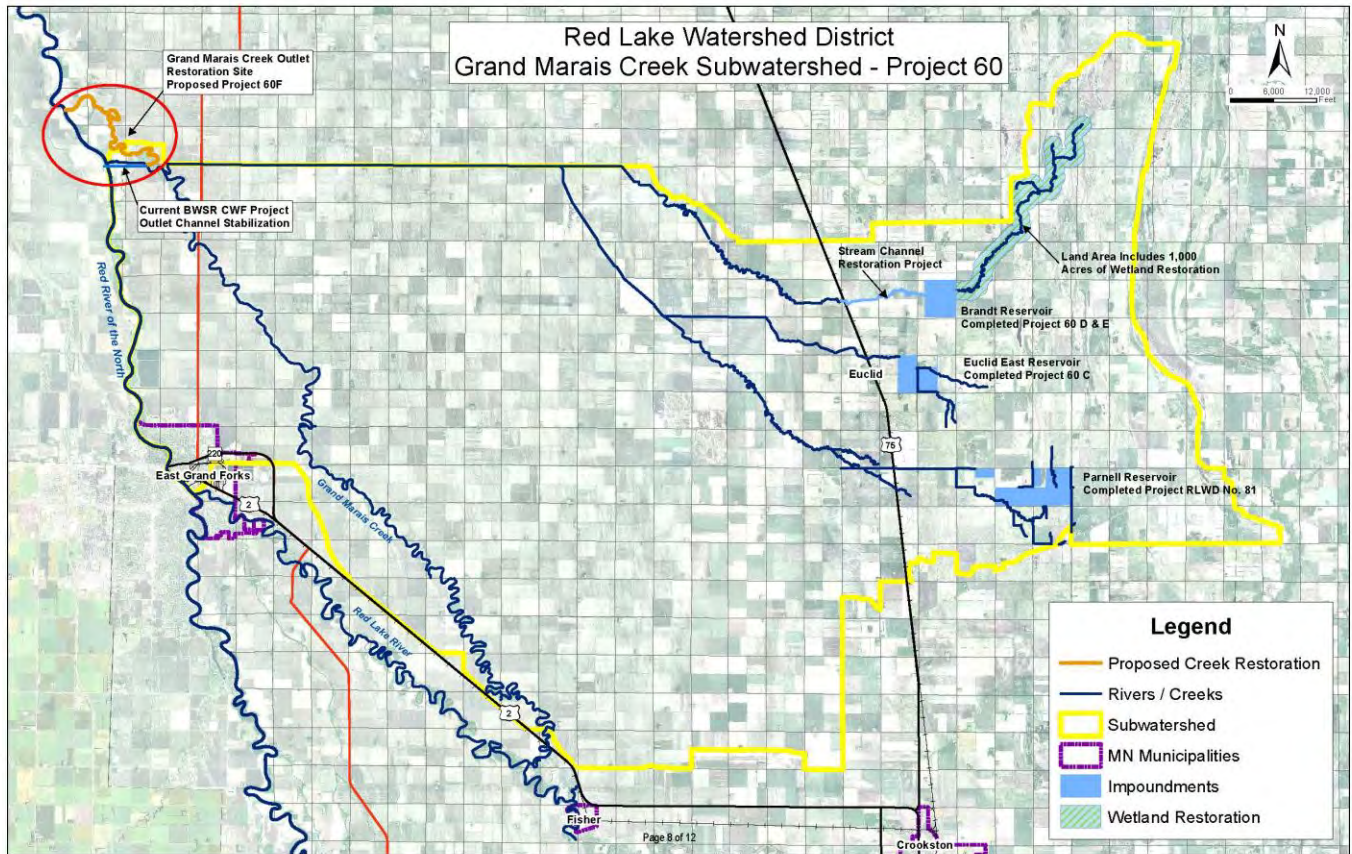 Red Lake Watershed District
Grand Marais Creek Subwatershed - Project 60
N
0 6,000 12,000
Feet
Grand Marais Creek Outlet
Restoration Site
Proposed Project 60F
Current BWSR CWF Project
Outlet Channel Stabilization
Red River of the North
Stream Channel
Restoration Project
Land Area Includes 1,000
Acres of Wetland Restoration
Brandt Reservoir
Completed Project 60 D & E
Euclid
Euclid East Reservoir
Completed Project 60 C
75
Parnell Reservoir
Completed Project RLWD No. 81
220
East Grand Forks
2
Grand Marais Creek
Red Lake River
2
Fisher
Page 8 of 12
Crookston
Legend
Proposed Creek Restoration
Rivers / Creeks
Subwatershed
MN Municipalities
Impoundments
Wetland Restoration